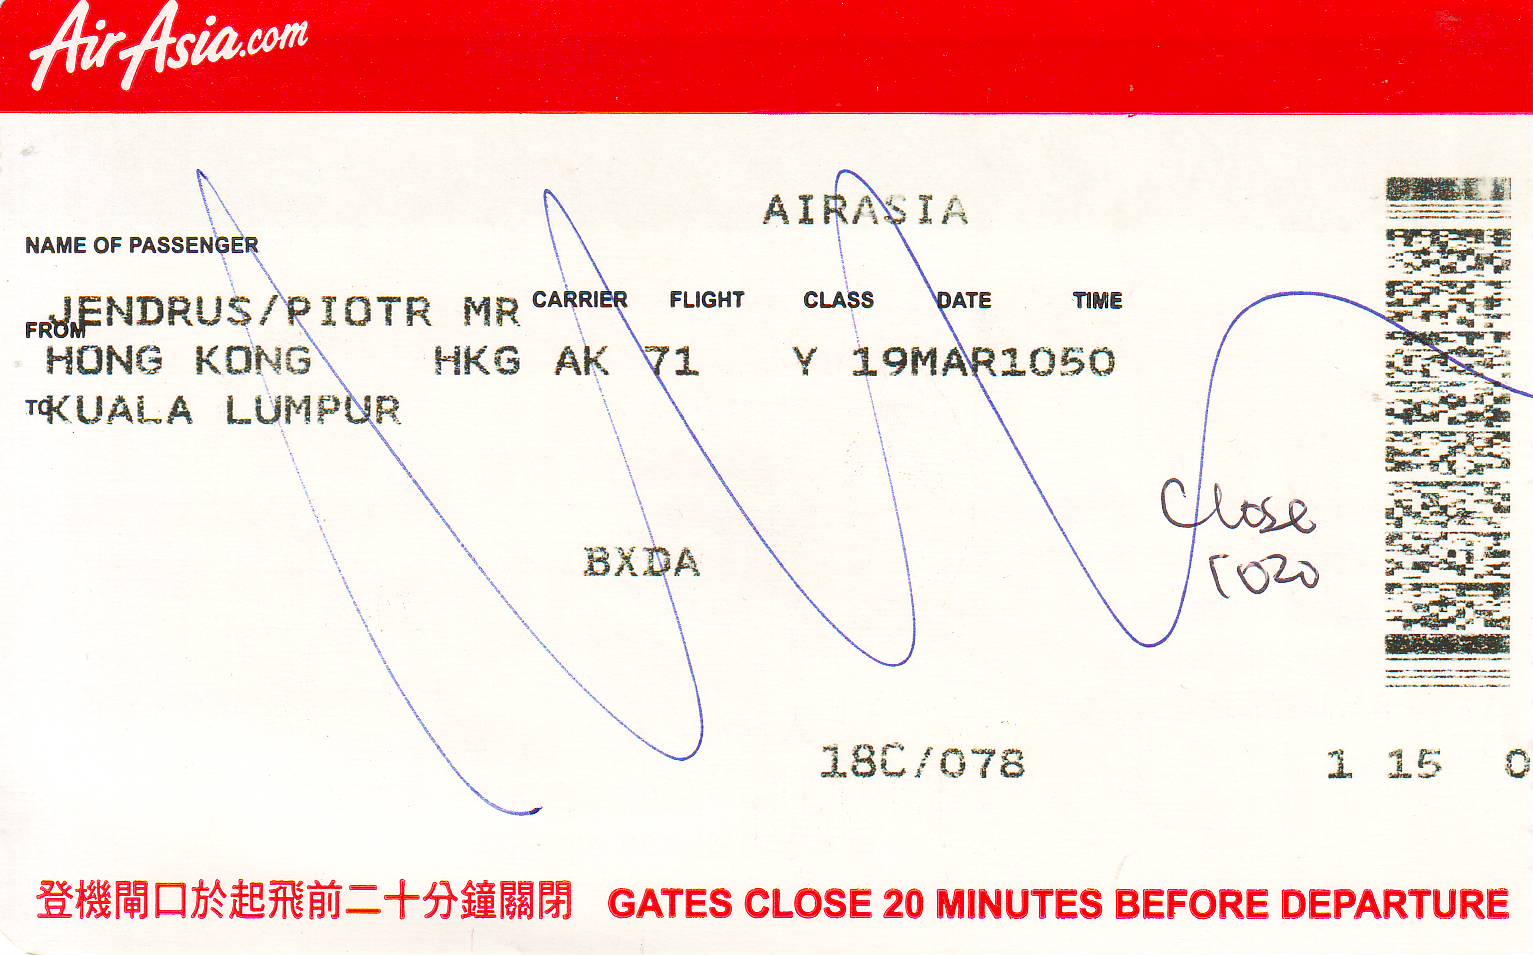 AirAsia.com
AIRASIA
NAME OF PASSENGER
JENDRUS/PIOTR MR
CARRIER FLIGHT CLASS DATE TIME
FROM
HONG KONG HKG AK 71 Y 19MAR1050
TO KUALA LUMPUR
Close
1020
BXDA
18C/078 1 15 0
登機閘口於起飛前二十分鐘關閉 GATES CLOSE 20 MINUTES BEFORE DEPARTURE